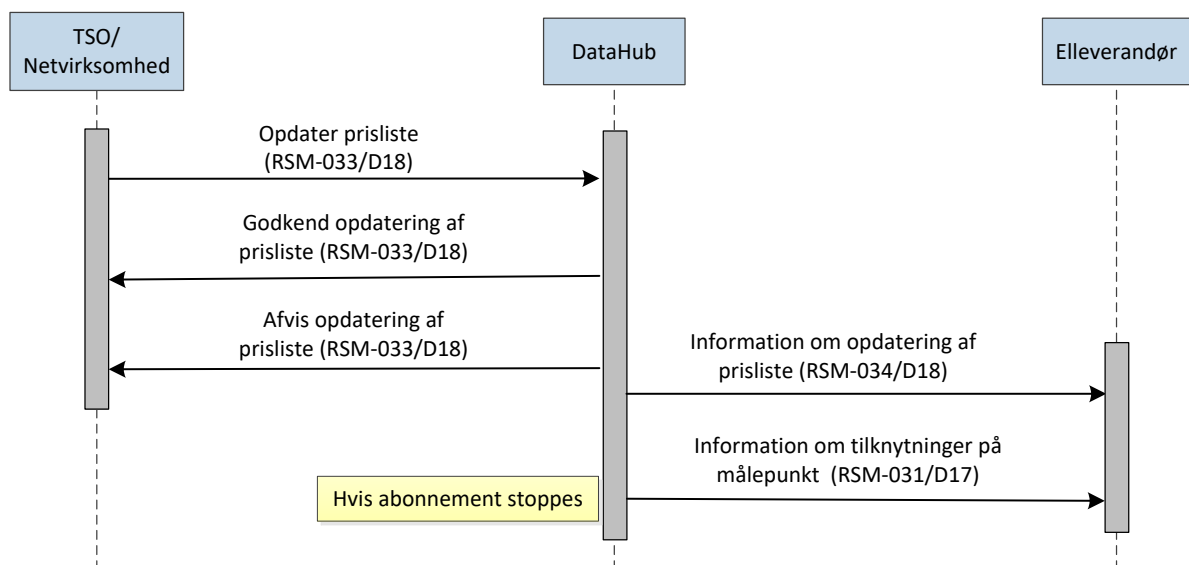 TSO/
Netvirksomhed
DataHub
Elleverandør
Opdater prisliste
(RSM-033/D18)
Godkend opdatering af
prisliste (RSM-033/D18)
Afvis opdatering af
prisliste (RSM-033/D18)
Information om opdatering af
prisliste (RSM-034/D18)
Information om tilknytninger på
målepunkt (RSM-031/D17)
Hvis abonnement stoppes